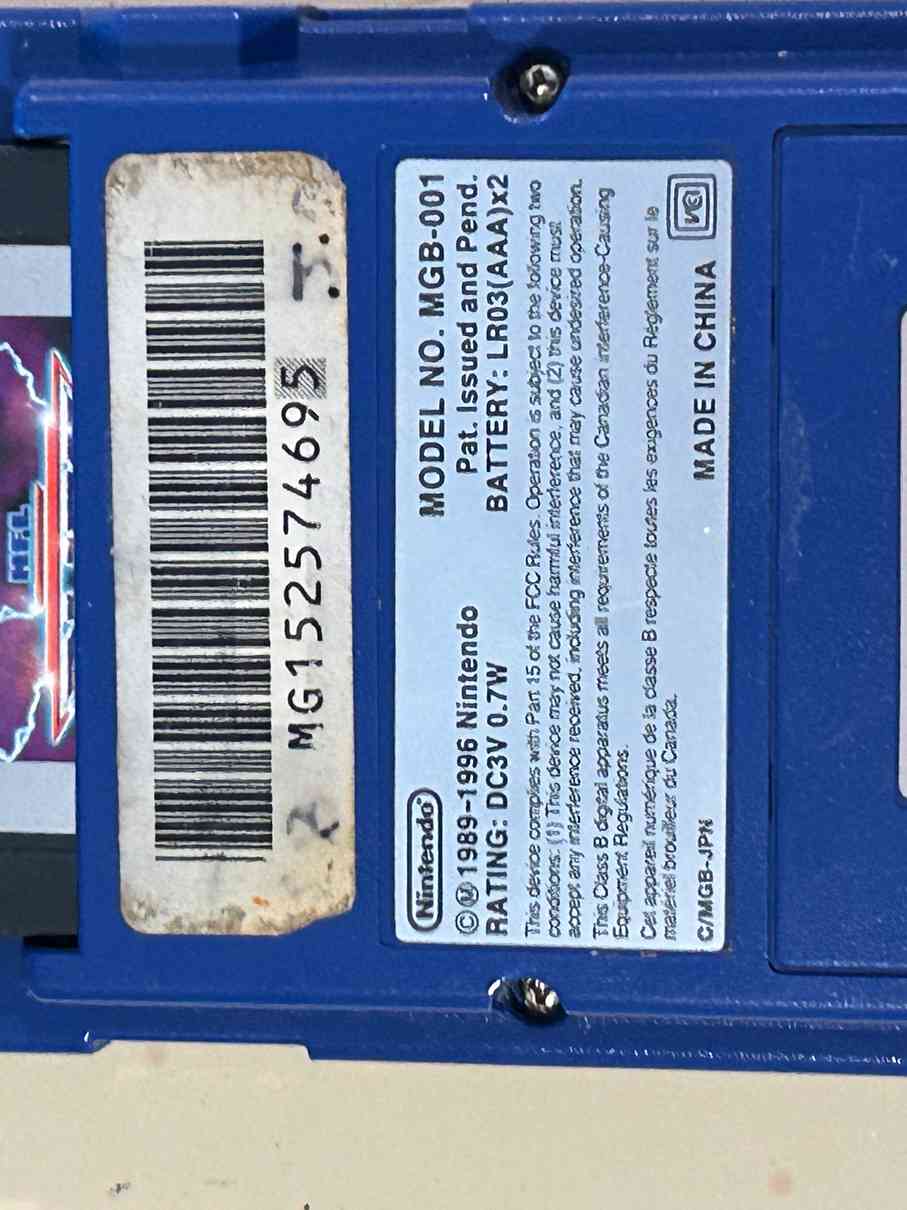 NFL
MG15257469 5
Nintendo
MODEL NO. MGB-001
Pat. Issued and Pend.
©Ⓜ1989-1996 Nintendo
RATING: DC3V 0.7W BATTERY: LR03(AAA)x2
This device complies with Part 15 of the FCC Rules. Operation is subject to the following two
conditions: (1) This device may not cause harmful interference, and (2) this device must
accept any interference received, including interference that may cause undesired operation.
This Class B digital apparatus meets all requirements of the Canadian Interference-Causing
Equipment Regulations.
Cet appareil numérique de la classe B respecte toutes les exigences du Règlement sur le
matériel brouilleur du Canada.
C/MGB-JPN MADE IN CHINA